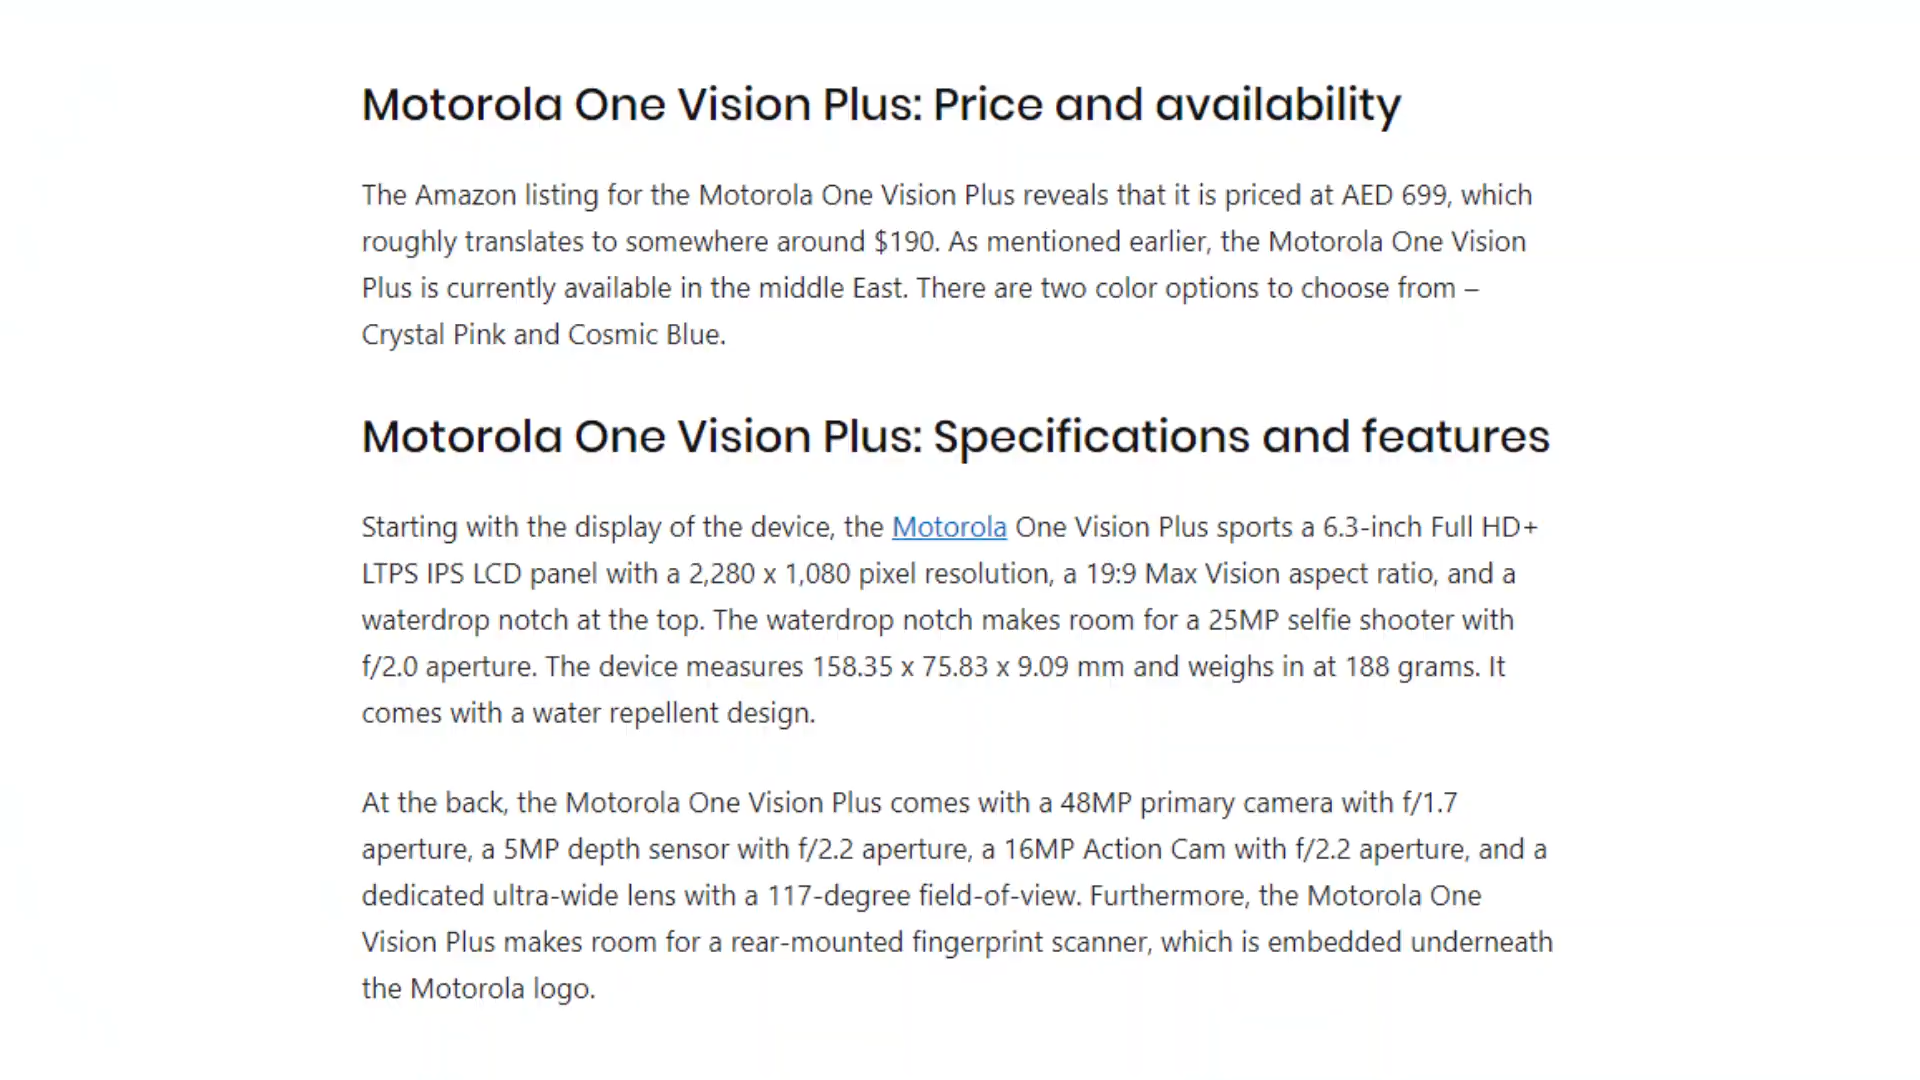 Motorola One Vision Plus: Price and availability
The Amazon listing for the Motorola One Vision Plus reveals that it is priced at AED 699, which
roughly translates to somewhere around $190. As mentioned earlier, the Motorola One Vision
Plus is currently available in the middle East. There are two color options to choose from –
Crystal Pink and Cosmic Blue.
Motorola One Vision Plus: Specifications and features
Starting with the display of the device, the Motorola One Vision Plus sports a 6.3-inch Full HD+
LTPS IPS LCD panel with a 2,280 x 1,080 pixel resolution, a 19:9 Max Vision aspect ratio, and a
waterdrop notch at the top. The waterdrop notch makes room for a 25MP selfie shooter with
f/2.0 aperture. The device measures 158.35 x 75.83 x 9.09 mm and weighs in at 188 grams. It
comes with a water repellent design.
At the back, the Motorola One Vision Plus comes with a 48MP primary camera with f/1.7
aperture, a 5MP depth sensor with f/2.2 aperture, a 16MP Action Cam with f/2.2 aperture, and a
dedicated ultra-wide lens with a 117-degree field-of-view. Furthermore, the Motorola One
Vision Plus makes room for a rear-mounted fingerprint scanner, which is embedded underneath
the Motorola logo.